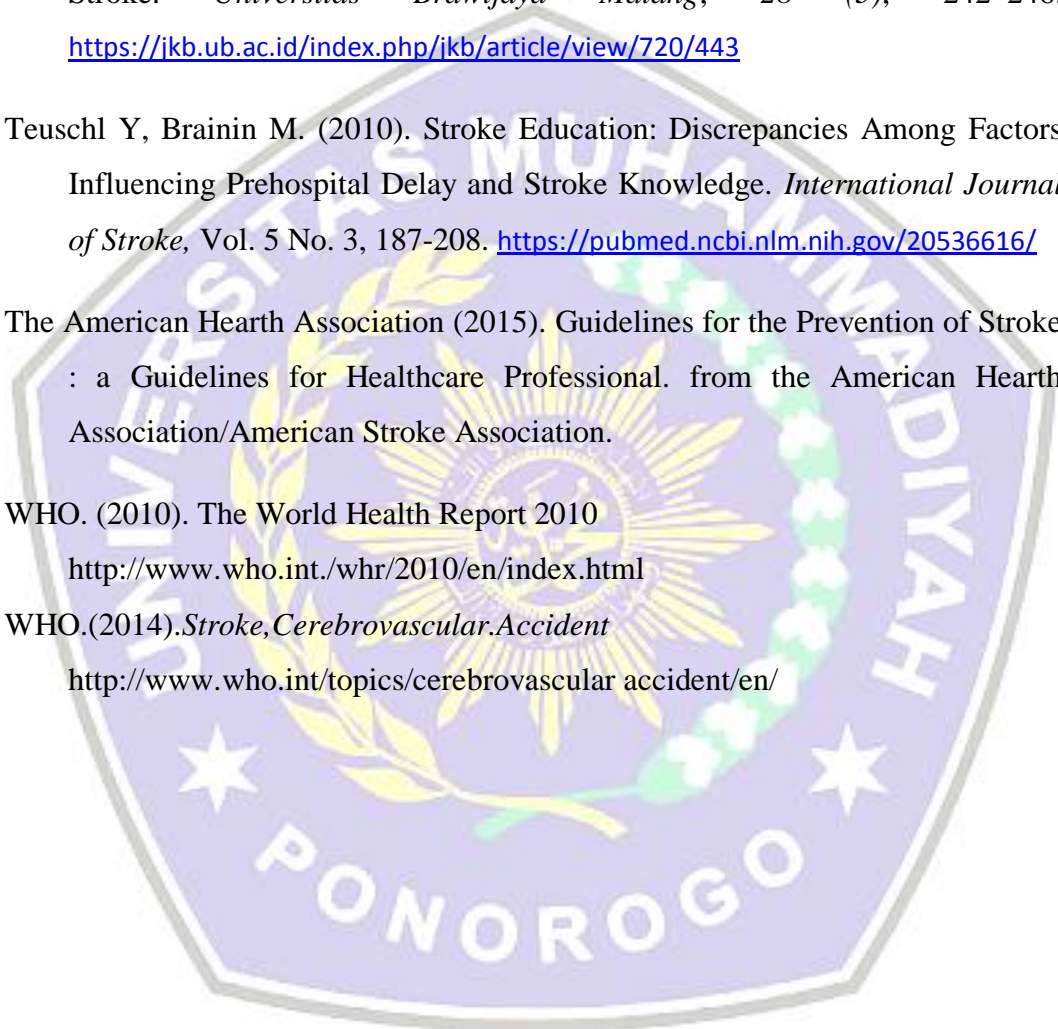 Stroke. Universitas Brawijaya Malang, 28 (3), 242–246.
https://jkb.ub.ac.id/index.php/jkb/article/view/720/443
Teuschl Y, Brainin M. (2010). Stroke Education: Discrepancies Among Factors
Influencing Prehospital Delay and Stroke Knowledge. International Journal
of Stroke, Vol. 5 No. 3, 187-208. https://pubmed.ncbi.nlm.nih.gov/20536616/
The American Hearth Association (2015). Guidelines for the Prevention of Stroke
: a Guidelines for Healthcare Professional. from the American Hearth
Association/American Stroke Association.
WHO. (2010). The World Health Report 2010
http://www.who.int./whr/2010/en/index.html
WHO.(2014).Stroke,Cerebrovascular.Accident
http://www.who.int/topics/cerebrovascular accident/en/
UNIVERSITAS MUHAMMADIYAH
PONOROGO